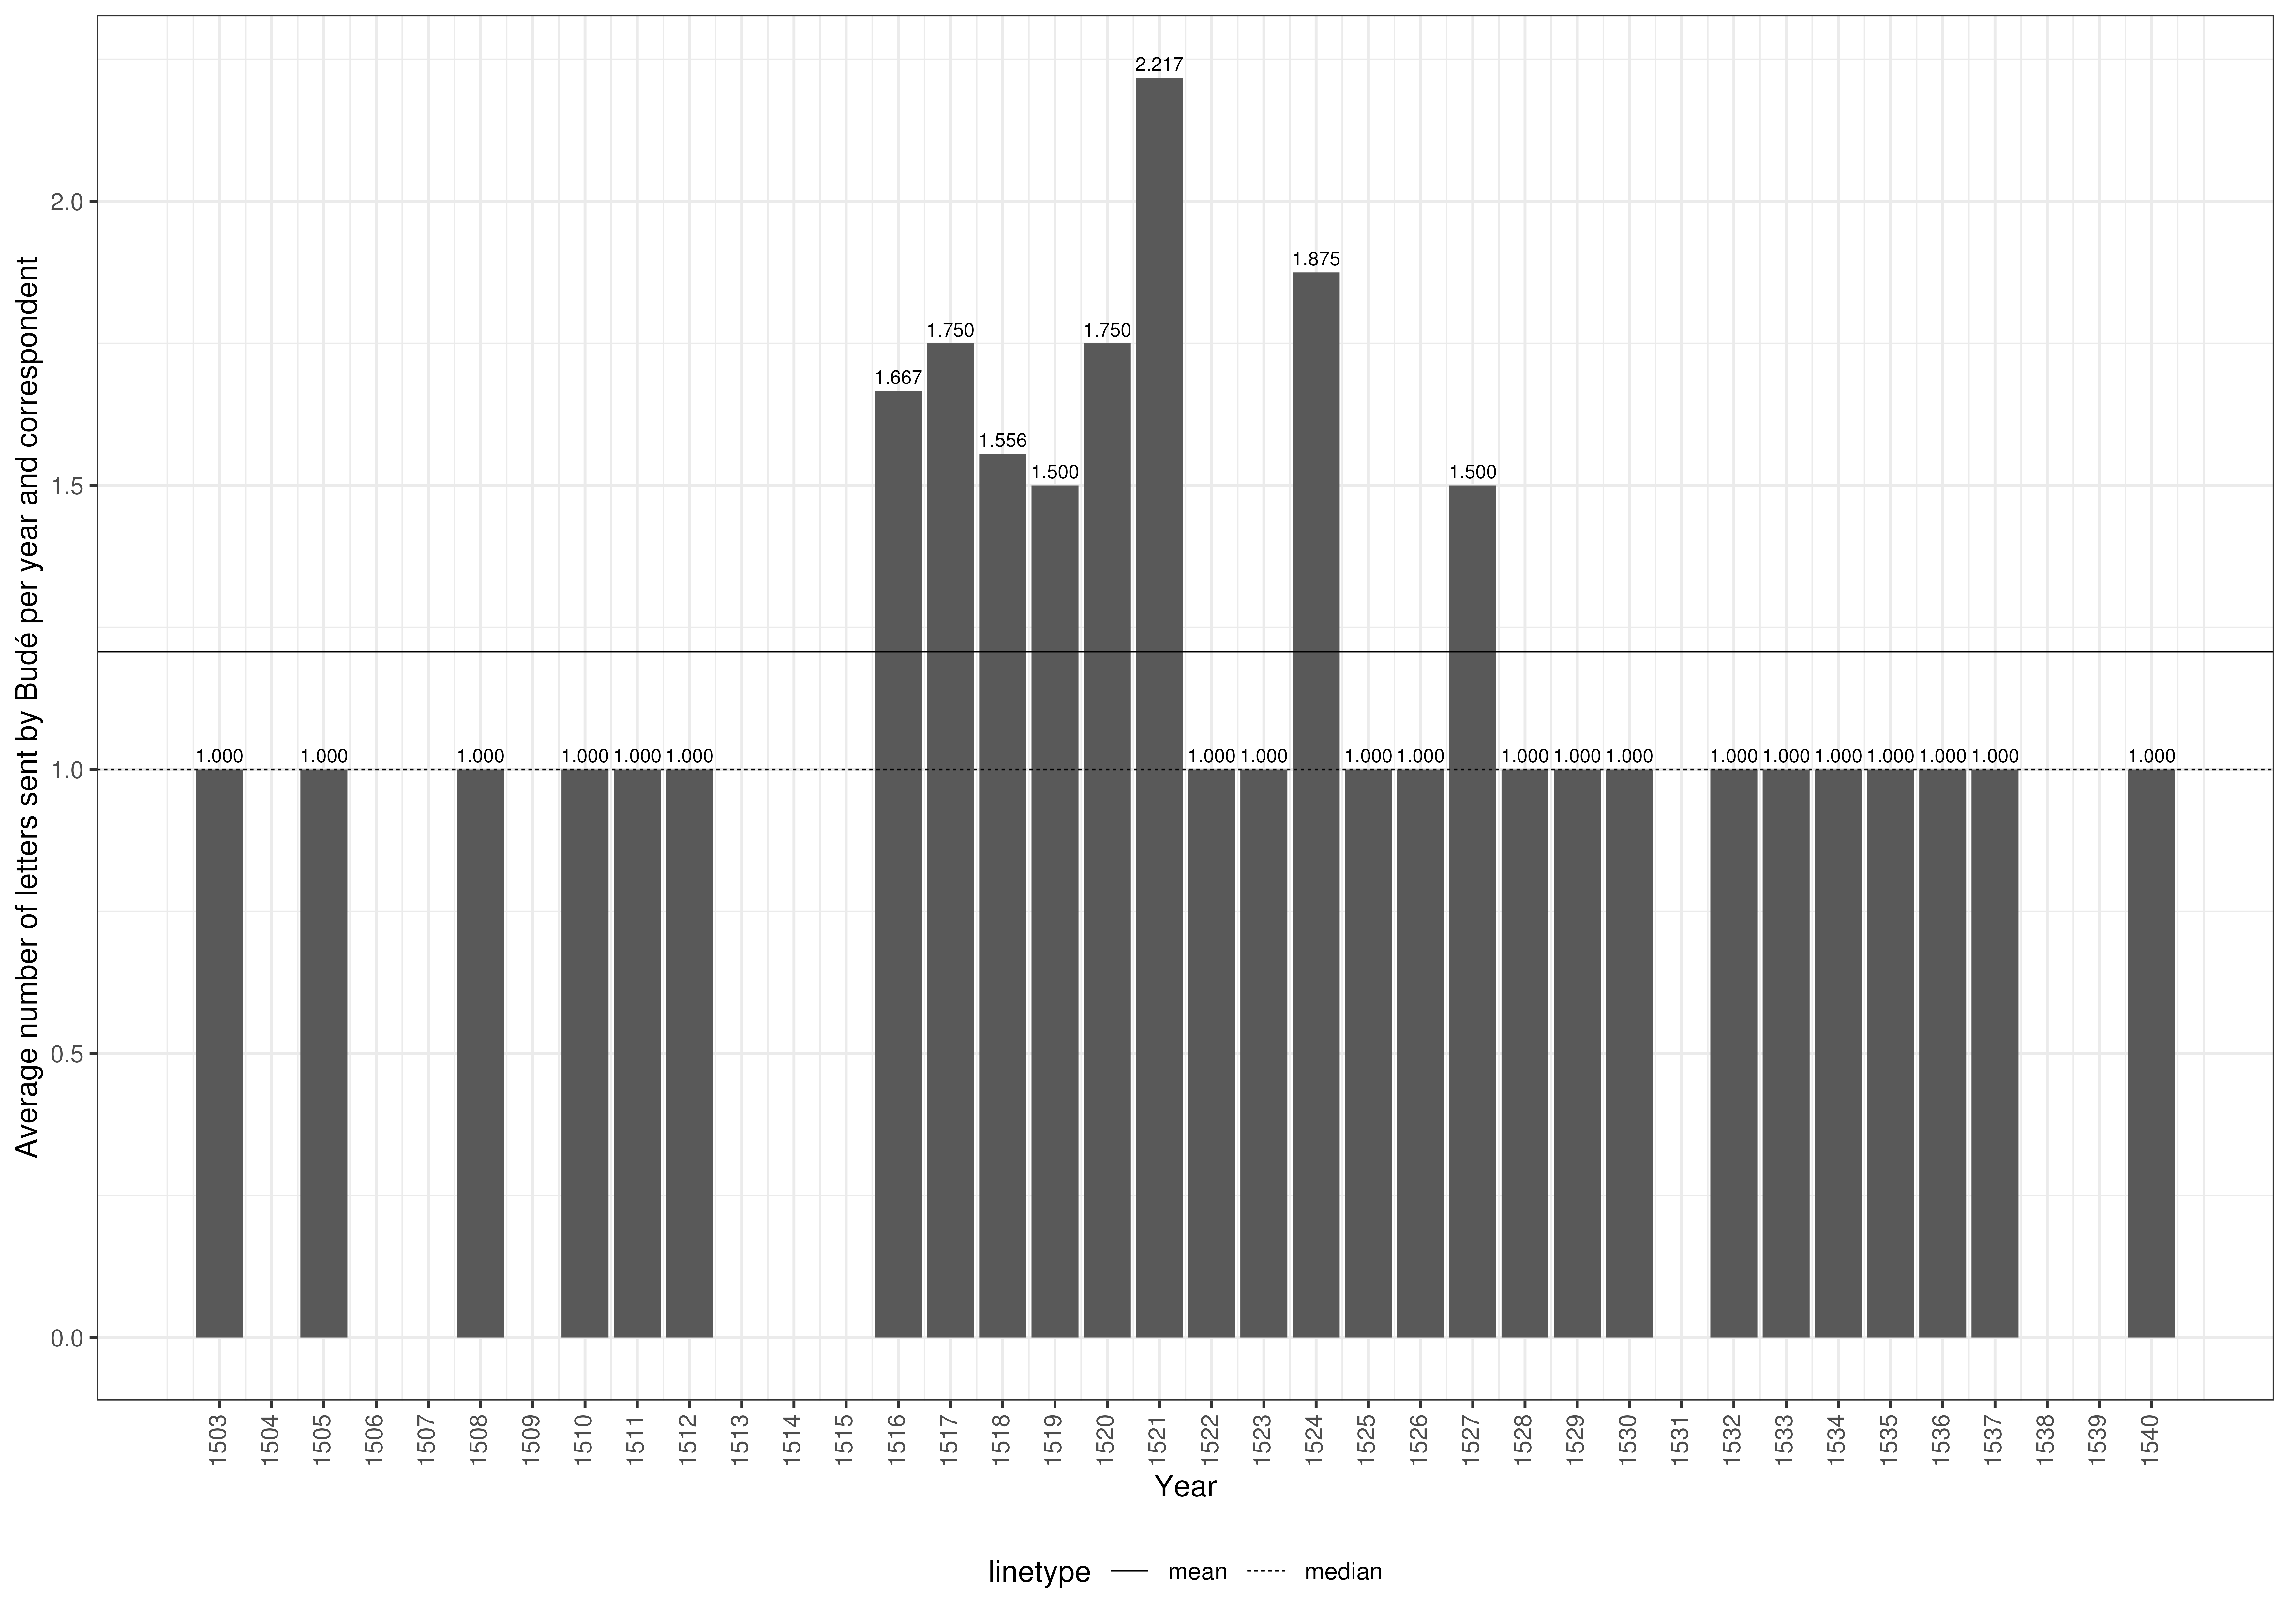 Average number of letters sent by Budé per year and correspondent
2.0
1.5
1.0
0.5
0.0
2.217
1.875
1.750
1.750
1.667
1.556
1.500
1.500
1.000 1.000 1.000 1.000 1.000 1.000 1.000 1.000 1.000 1.000 1.000 1.000 1.000 1.000 1.000 1.000 1.000 1.000 1.000 1.000
1503 1504 1505 1506 1507 1508 1509 1510 1511 1512 1513 1514 1515 1516 1517 1518 1519 1520 1521 1522 1523 1524 1525 1526 1527 1528 1529 1530 1531 1532 1533 1534 1535 1536 1537 1538 1539 1540
Year
linetype mean median